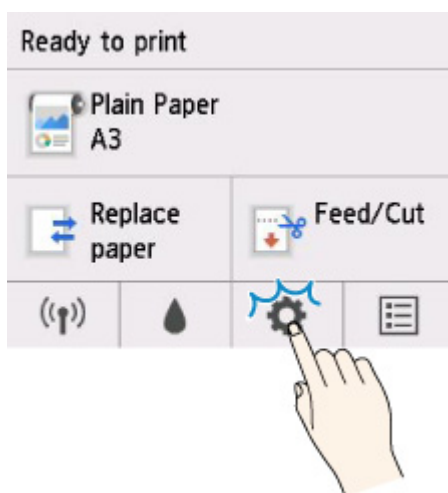 Ready to print
Plain Paper
A3
Replace
paper
Feed/Cut